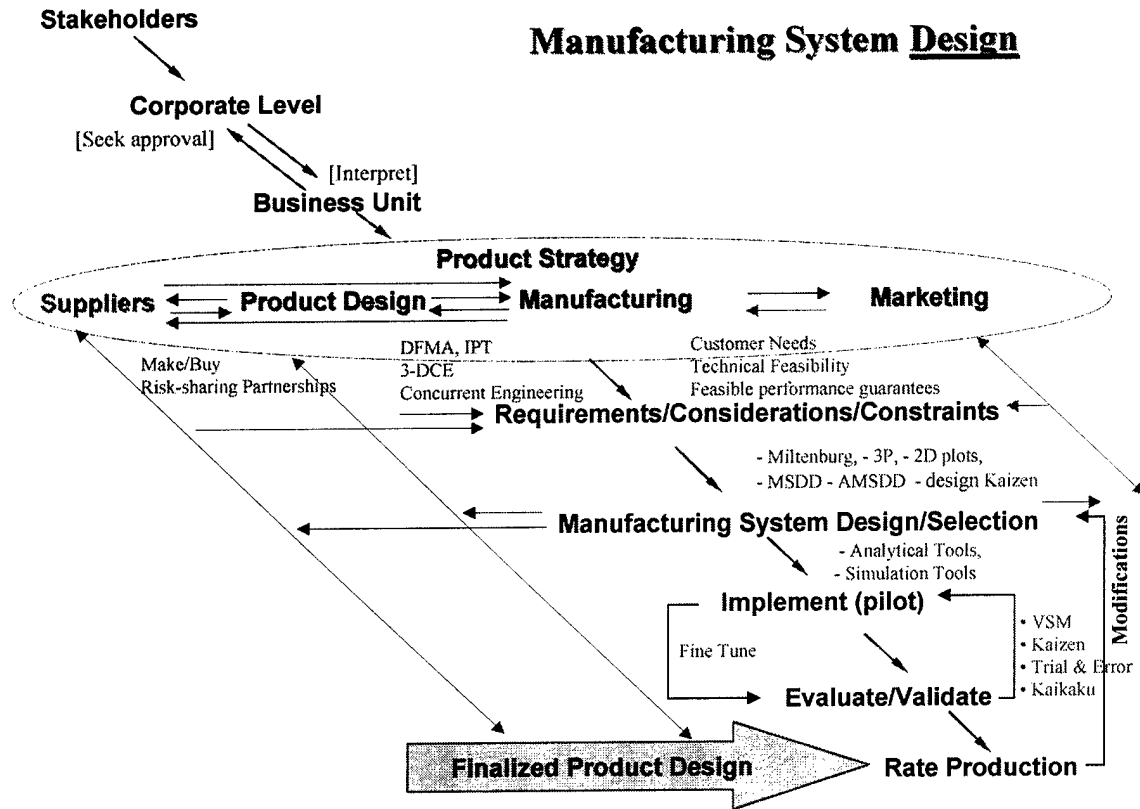 Stakeholders
Manufacturing System Design
Corporate Level
[Seek approval]
[Interpret]
Business Unit
Product Strategy
Suppliers
Product Design
Manufacturing
Marketing
Make/Buy
Risk-sharing Partnerships
DFMA, IPT
3-DCE
Concurrent Engineering
Customer Needs
Technical Feasibility
Feasible performance guarantees
Requirements/Considerations/Constraints
- Miltenburg, - 3P, - 2D plots,
- MSDD - AMSDD - design Kaizen
Manufacturing System Design/Selection
- Analytical Tools,
- Simulation Tools
Implement (pilot)
Fine Tune
• VSM
• Kaizen
• Trial & Error
• Kaikaku
Modifications
Evaluate/Validate
Finalized Product Design
Rate Production